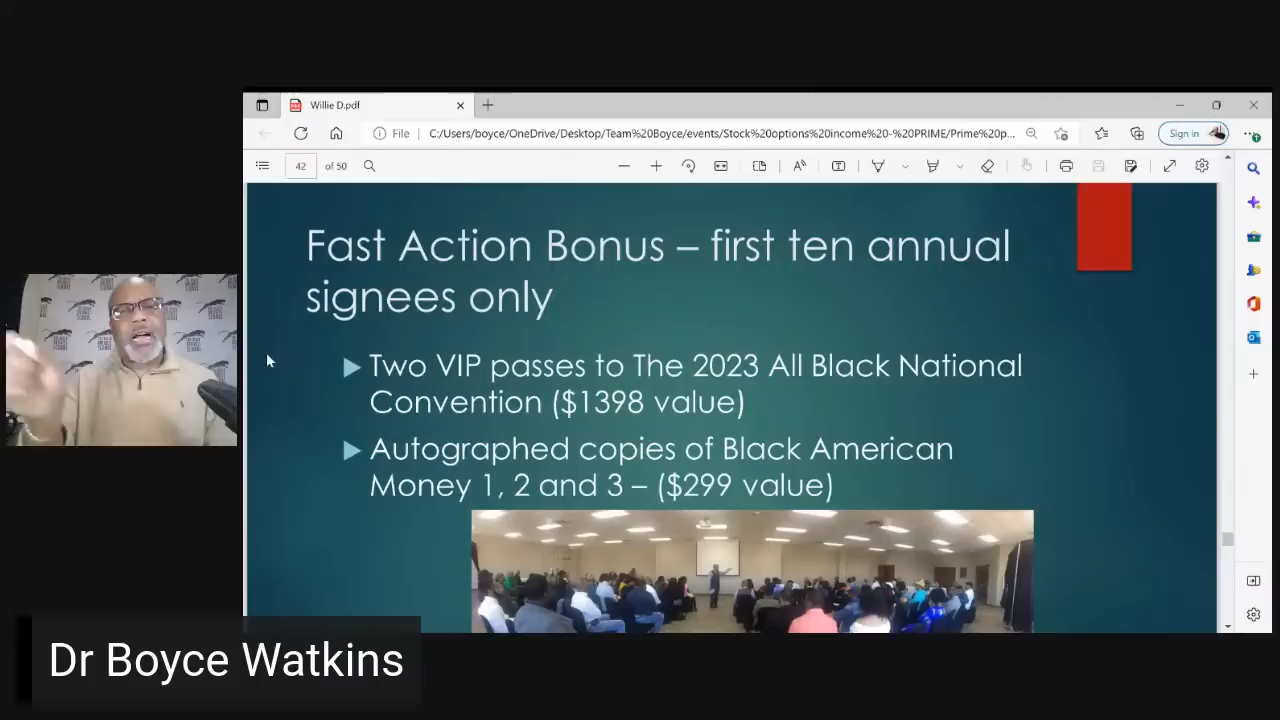 Willie D.pdf
File
C:/Users/boyce/OneDrive/Desktop/Team%20Boyce/events/Stock%20options%20income%20-%20PRIME/Prime%20p...
Sign in
42 of 50
Fast Action Bonus – first ten annual
signees only
Two VIP passes to The 2023 All Black National
Convention ($1398 value)
Autographed copies of Black American
Money 1, 2 and 3 – ($299 value)
Dr Boyce Watkins